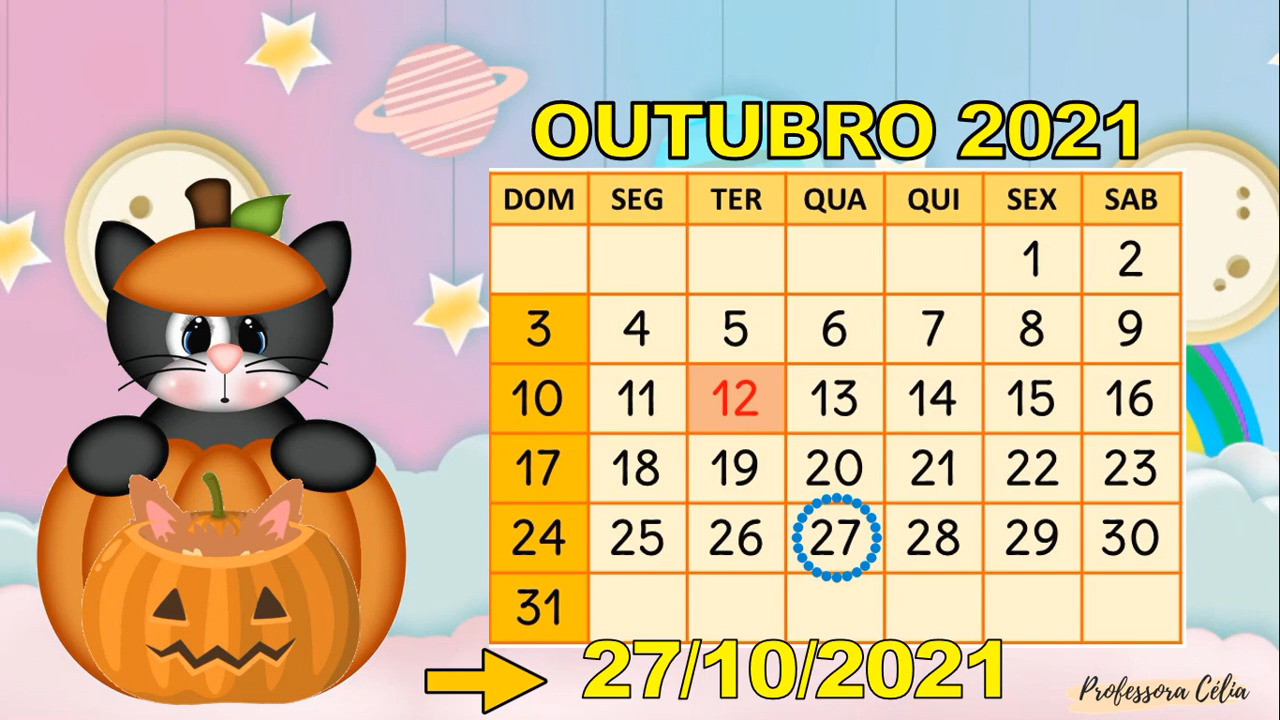 OUTUBRO 2021
DOM SEG TER QUA QUI SEX SAB
1 2
3 4 5 6 7 8 9
10 11 12 13 14 15 16
17 18 19 20 21 22 23
24 25 26 27 28 29 30
31
27/10/2021
Professora Célia